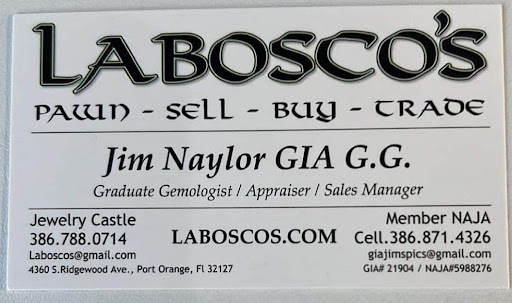 LABOSCO'S
PAWN - SELL - BUY - TRADE
Jim Naylor GIA G.G.
Graduate Gemologist / Appraiser / Sales Manager
Jewelry Castle
386.788.0714
Laboscos@gmail.com
4360 S.Ridgewood Ave., Port Orange, Fl 32127
LABOSCOS.COM
Member NAJA
Cell.386.871.4326
giajimspics@gmail.com
GIA# 21904 / NAJA#5988276